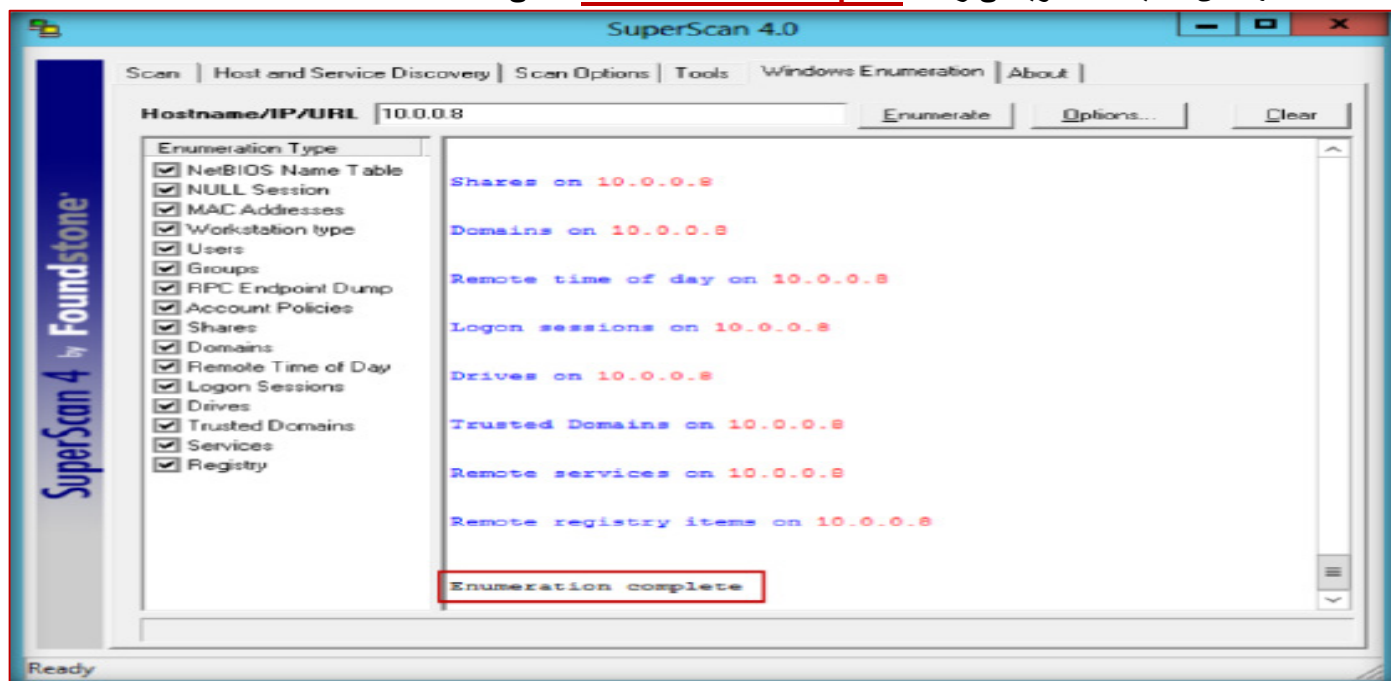 SuperScan 4.0
Scan
Host and Service Discovery
Scan Options
Tools
Windows Enumeration
About
Hostname/IP/URL
10.0.0.8
Enumerate
Options...
Clear
Enumeration Type
NetBIOS Name Table
NULL Session
MAC Addresses
Workstation type
Users
Groups
RPC Endpoint Dump
Account Policies
Shares
Domains
Remote Time of Day
Logon Sessions
Drives
Trusted Domains
Services
Registry
Shares on 10.0.0.8
Domains on 10.0.0.8
Remote time of day on 10.0.0.8
Logon sessions on 10.0.0.8
Drives on 10.0.0.8
Trusted Domains on 10.0.0.8
Remote services on 10.0.0.8
Remote registry items on 10.0.0.8
Enumeration complete
SuperScan 4 by Foundstone
Ready